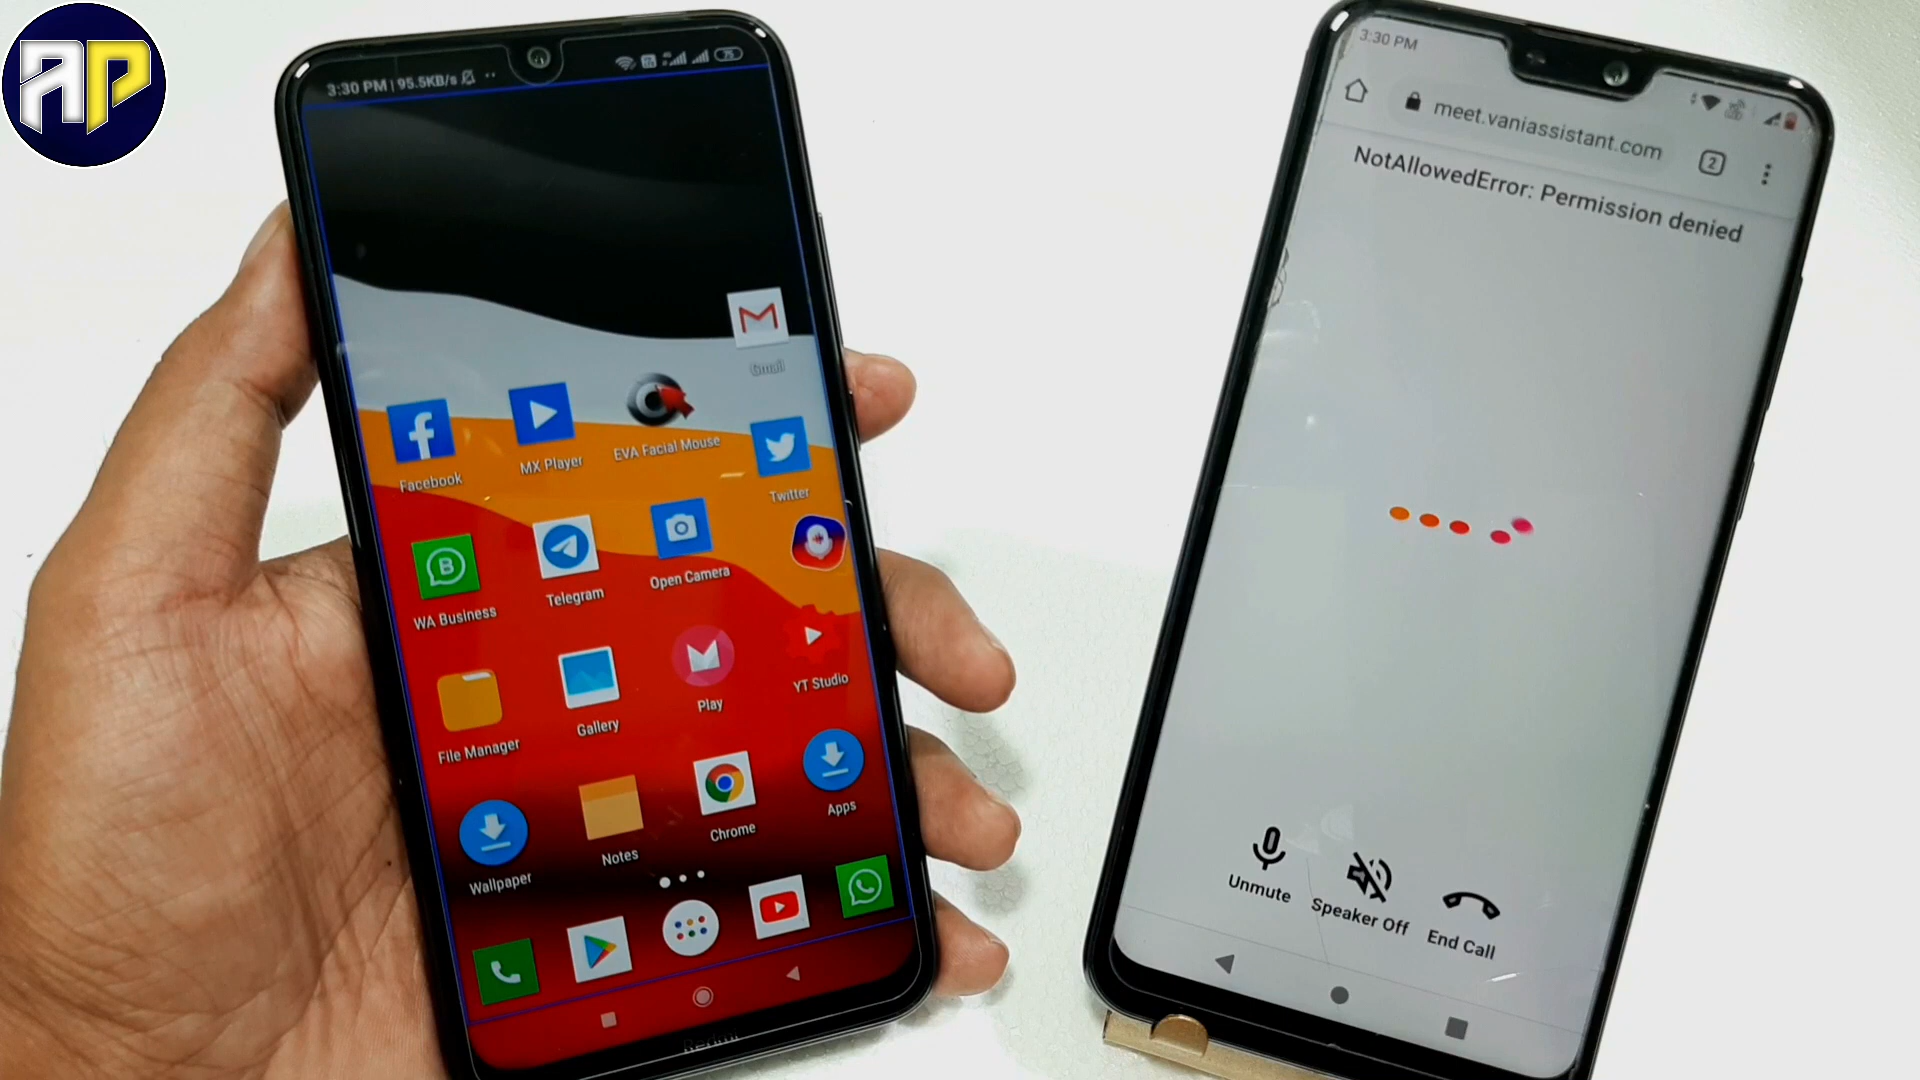 AP
3:30 PM | 95.5KB/s
75
Gmail
Facebook
MX Player
EVA Facial Mouse
Twitter
WA Business
Telegram
Open Camera
File Manager
Gallery
Play
YT Studio
Wallpaper
Notes
Chrome
Apps
Redmi
3:30 PM
meet.vaniassistant.com
2
NotAllowedError: Permission denied
Unmute
Speaker Off
End Call